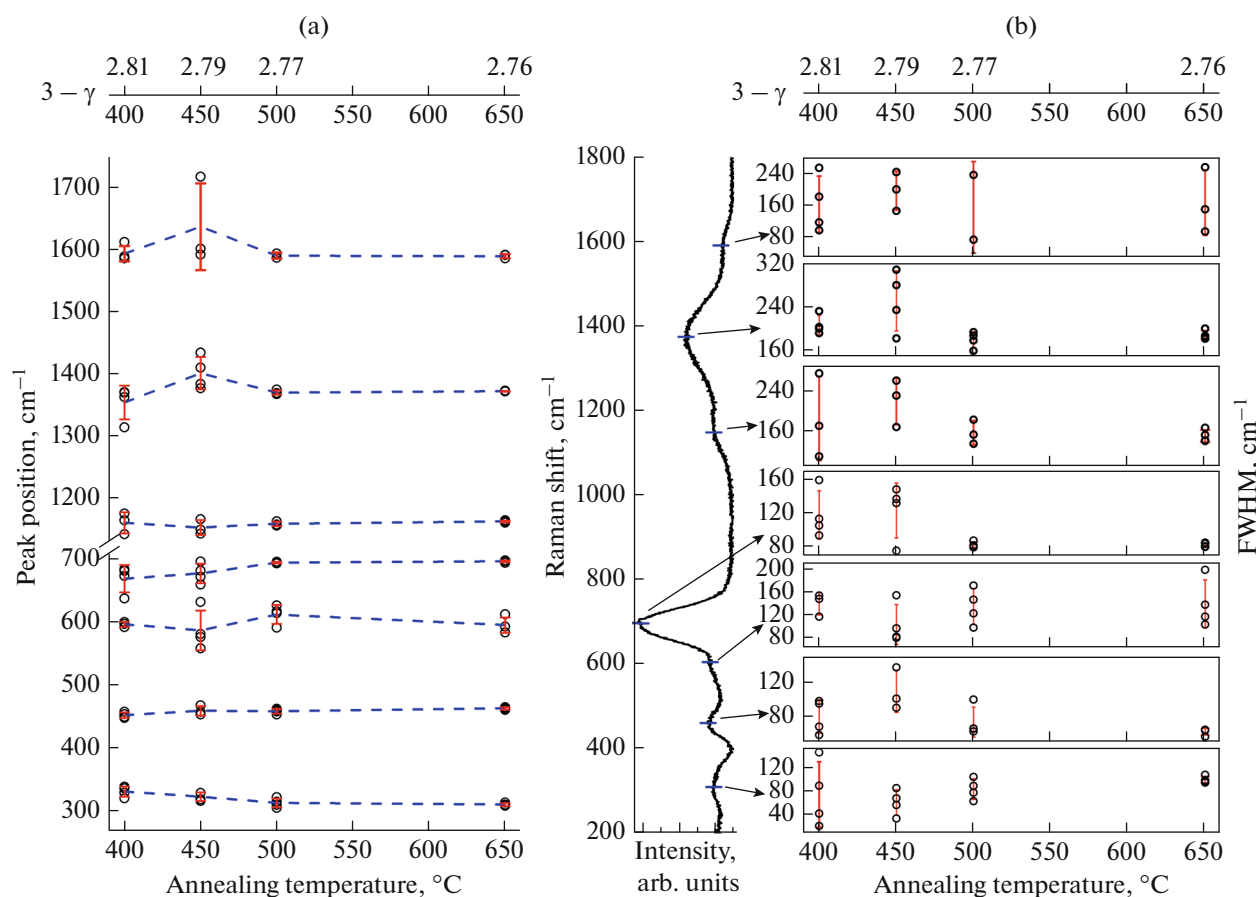 (a)
2.81 2.79 2.77 2.76
3 – γ
400 450 500 550 600 650
Peak position, cm−1
1700
1600
1400
1300
1200
700
600
500
400
300
400 450 500 550 600 650
Annealing temperature, °C
Raman shift, cm−1
1800
1600
1400
1200
1000
800
600
400
200
Intensity,
arb. units
(b)
2.81 2.79 2.77 2.76
3 – γ
400 450 500 550 600 650
240
160
80
320
240
160
240
160
160
120
80
200
120
80
120
80
120
80
40
FWHM, cm−1
400 450 500 550 600 650
Annealing temperature, °C